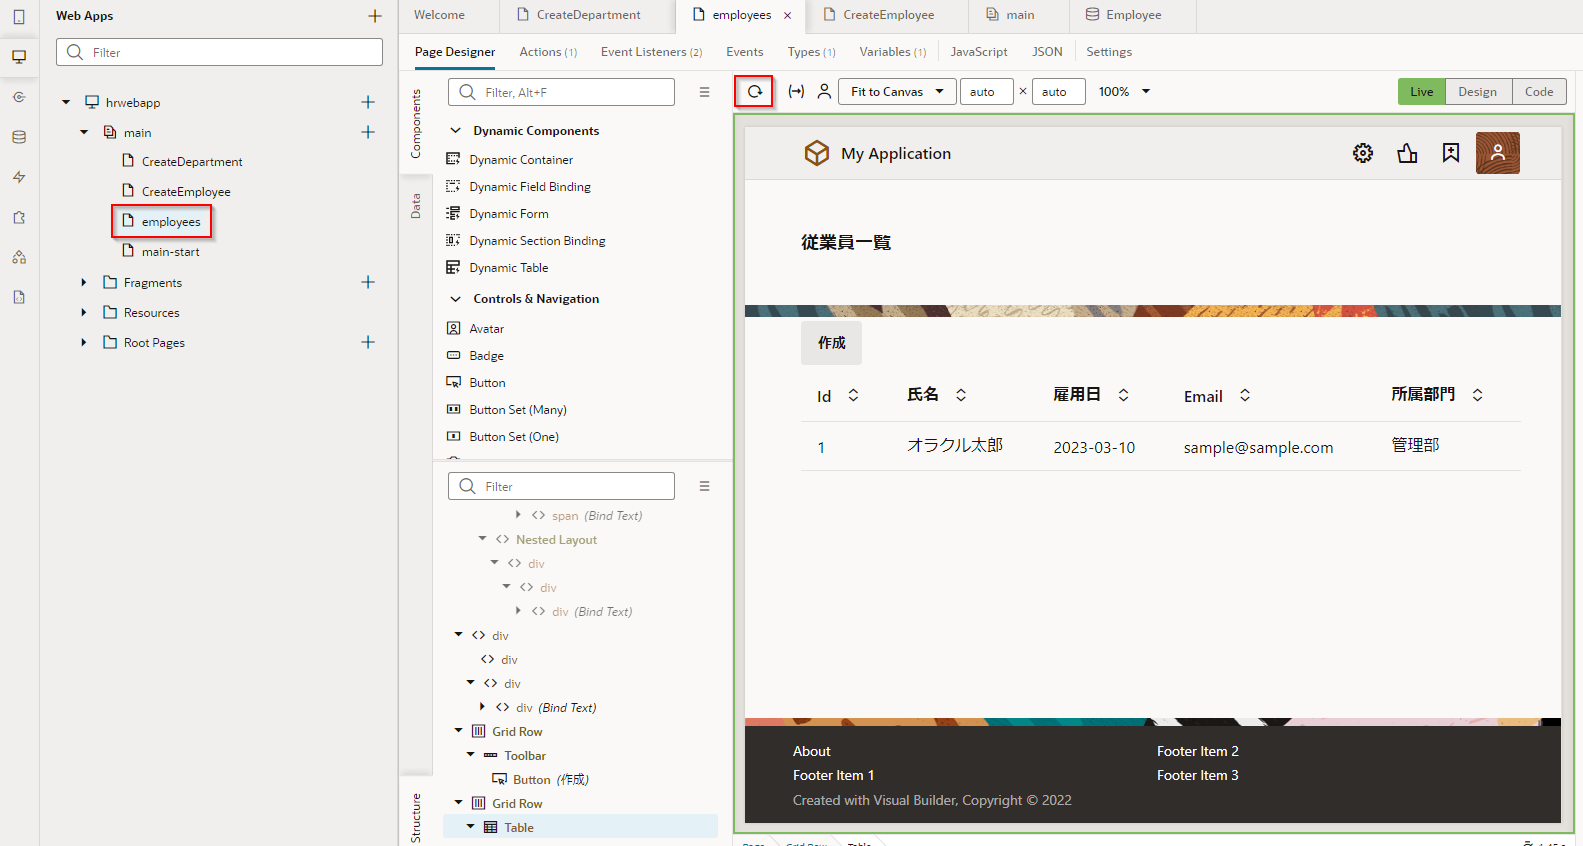 Web Apps
Filter
hrwebapp
main
CreateDepartment
CreateEmployee
employees
main-start
Fragments
Resources
Root Pages
Welcome
CreateDepartment
employees
CreateEmployee
main
Employee
Page Designer
Actions (1)
Event Listeners (2)
Events
Types (1)
Variables (1)
JavaScript
JSON
Settings
Components
Data
Structure
Filter, Alt+F
Dynamic Components
Dynamic Container
Dynamic Field Binding
Dynamic Form
Dynamic Section Binding
Dynamic Table
Controls & Navigation
Avatar
Badge
Button
Button Set (Many)
Button Set (One)
Filter
span (Bind Text)
Nested Layout
div
div
div (Bind Text)
div
div
div
div (Bind Text)
Grid Row
Toolbar
Button (作成)
Grid Row
Table
Fit to Canvas
auto × auto
100%
Live
Design
Code
My Application
従業員一覧
作成
Id 氏名 雇用日 Email 所属部門
1 オラクル太郎 2023-03-10 sample@sample.com 管理部
About
Footer Item 2
Footer Item 1
Footer Item 3
Created with Visual Builder, Copyright © 2022